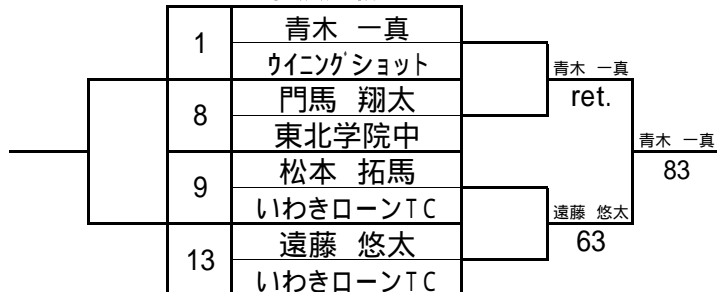 1
青木 一真
ウイニングショット
8
門馬 翔太
東北学院中
9
松本 拓馬
いわきローンTC
13
遠藤 悠太
いわきローンTC
青木 一真
ret.
遠藤 悠太
63
青木 一真
83